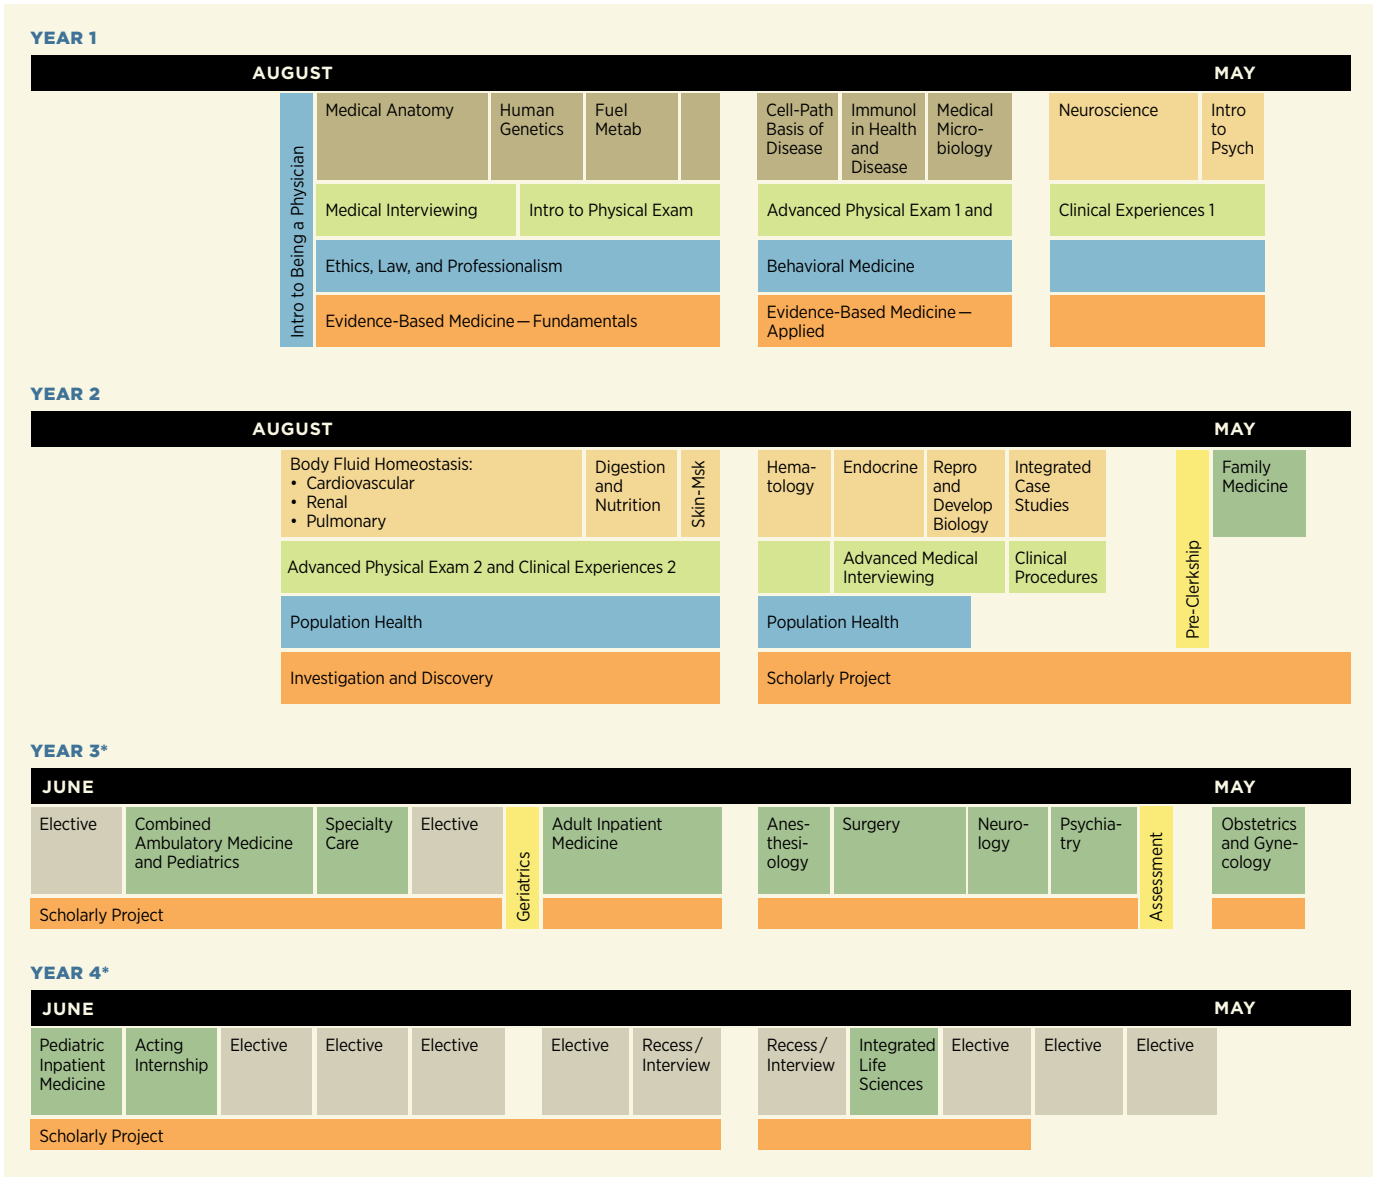 YEAR 1
AUGUST
MAY
Intro to Being a Physician
Medical Anatomy
Human
Genetics
Fuel
Metab
Cell-Path
Basis of
Disease
Immunol
in Health
and
Disease
Medical
Micro-
biology
Neuroscience
Intro
to
Psych
Medical Interviewing
Intro to Physical Exam
Advanced Physical Exam 1 and
Clinical Experiences 1
Ethics, Law, and Professionalism
Behavioral Medicine
Evidence-Based Medicine — Fundamentals
Evidence-Based Medicine —
Applied
YEAR 2
AUGUST
MAY
Body Fluid Homeostasis:
• Cardiovascular
• Renal
• Pulmonary
Digestion
and
Nutrition
Skin-Msk
Hema-
tology
Endocrine
Repro
and
Develop
Biology
Integrated
Case
Studies
Pre-Clerkship
Family
Medicine
Advanced Physical Exam 2 and Clinical Experiences 2
Advanced Medical
Interviewing
Clinical
Procedures
Population Health
Population Health
Investigation and Discovery
Scholarly Project
YEAR 3*
JUNE
MAY
Elective
Combined
Ambulatory Medicine
and Pediatrics
Specialty
Care
Elective
Geriatrics
Adult Inpatient
Medicine
Anes-
thesi-
ology
Surgery
Neuro-
logy
Psychia-
try
Assessment
Obstetrics
and Gyne-
cology
Scholarly Project
YEAR 4*
JUNE
MAY
Pediatric
Inpatient
Medicine
Acting
Internship
Elective
Elective
Elective
Elective
Recess /
Interview
Recess /
Interview
Integrated
Life
Sciences
Elective
Elective
Elective
Scholarly Project